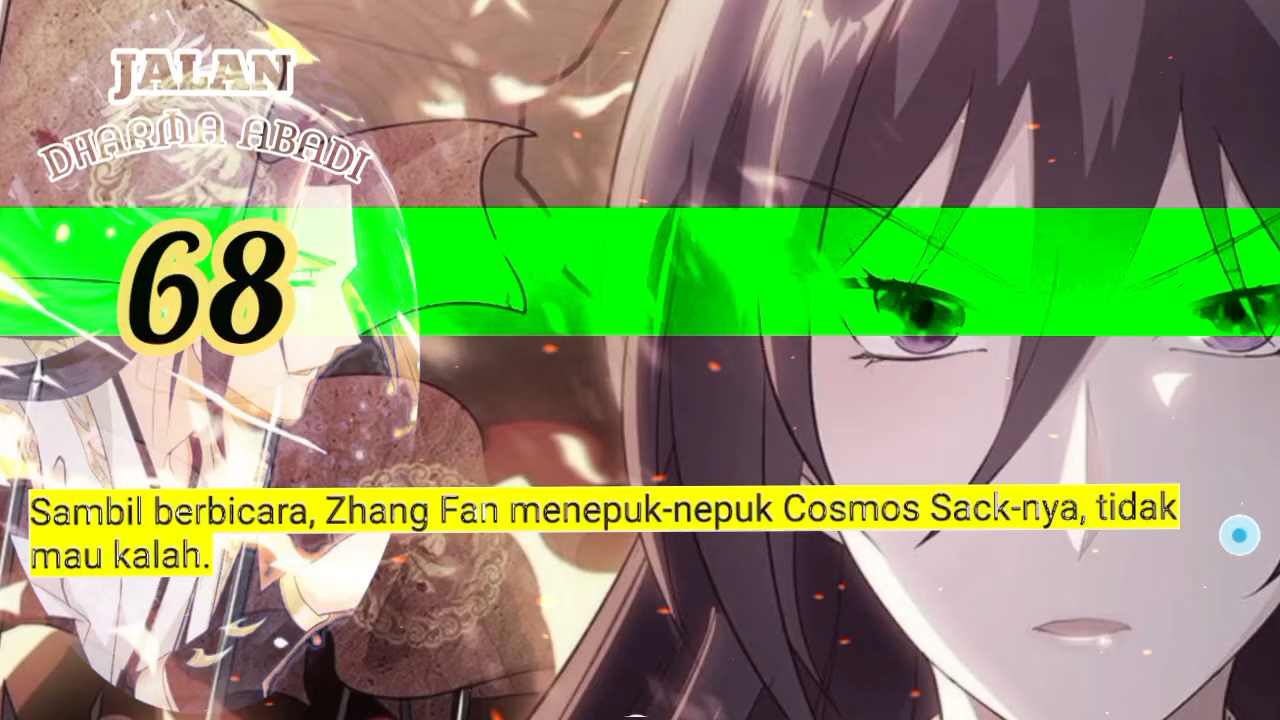 JALAN
DHARMA ABADI
68
Sambil berbicara, Zhang Fan menepuk-nepuk Cosmos Sack-nya, tidak
mau kalah.